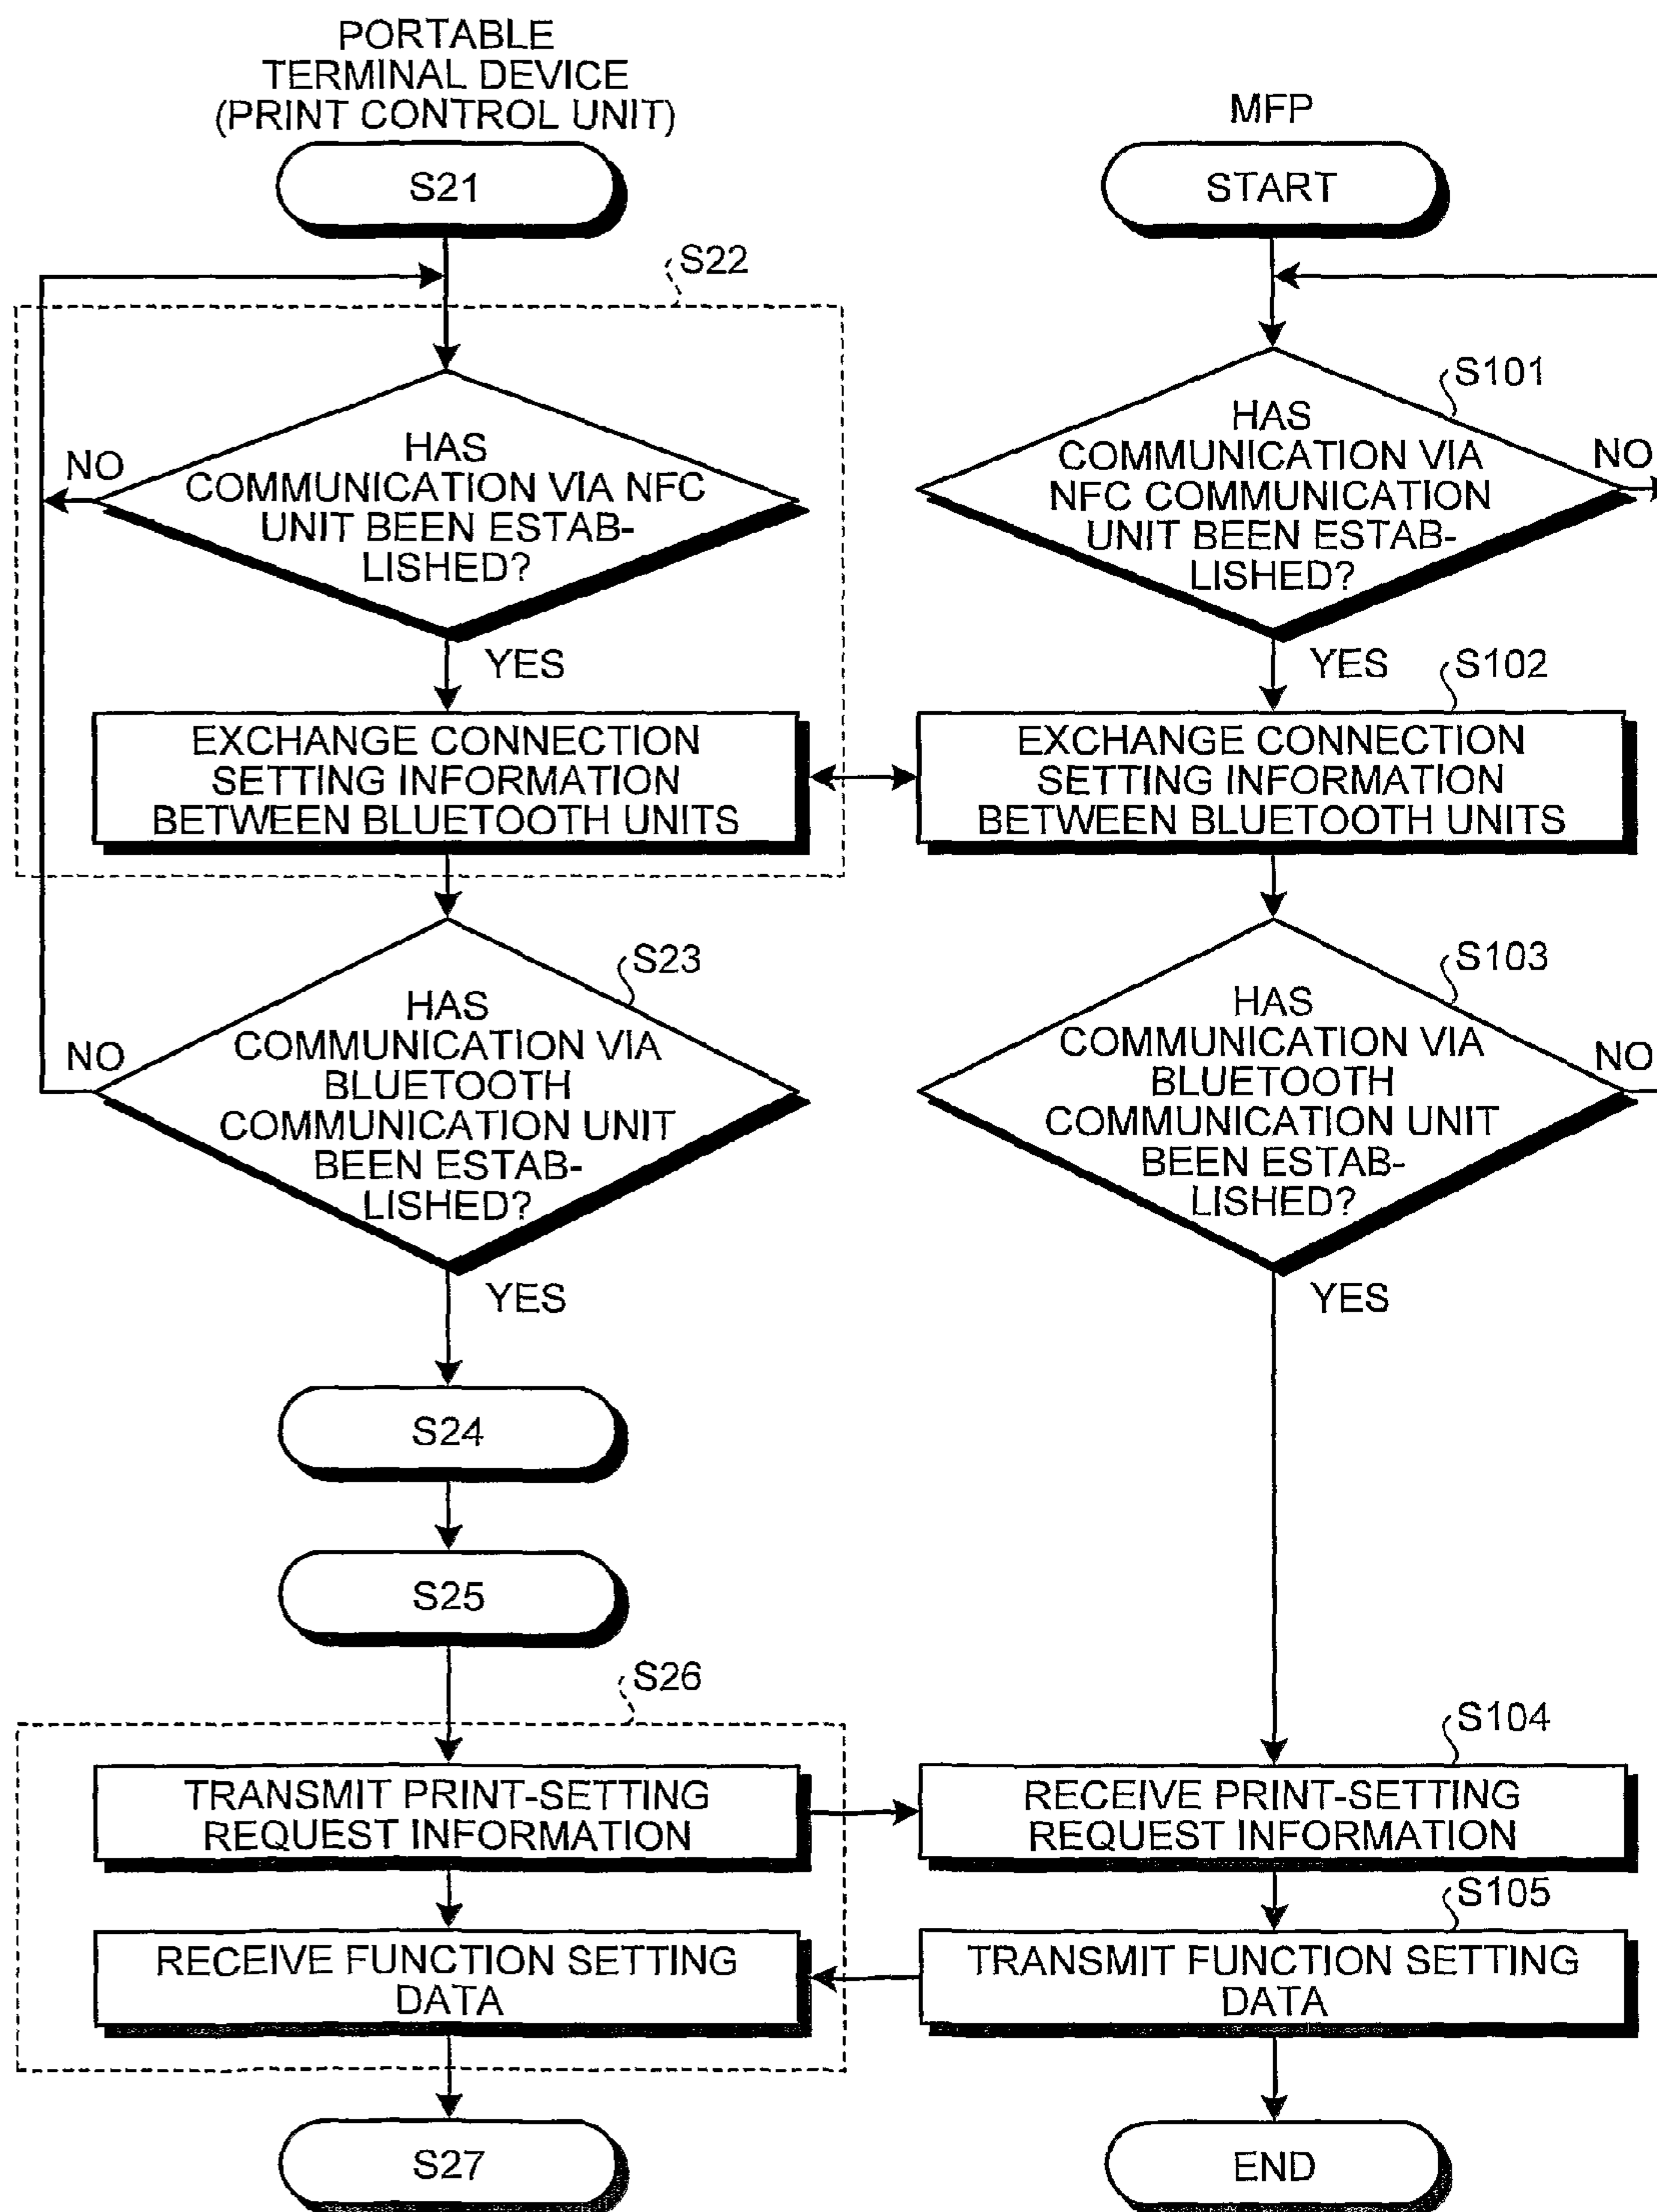 PORTABLE
TERMINAL DEVICE
(PRINT CONTROL UNIT)
S21
S22
HAS
COMMUNICATION VIA NFC
UNIT BEEN ESTAB-
LISHED?
NO
YES
EXCHANGE CONNECTION
SETTING INFORMATION
BETWEEN BLUETOOTH UNITS
S23
HAS
COMMUNICATION VIA
BLUETOOTH
COMMUNICATION UNIT
BEEN ESTAB-
LISHED?
NO
YES
S24
S25
S26
TRANSMIT PRINT-SETTING
REQUEST INFORMATION
RECEIVE FUNCTION SETTING
DATA
S27
MFP
START
S101
HAS
COMMUNICATION VIA
NFC COMMUNICATION
UNIT BEEN ESTAB-
LISHED?
NO
YES
S102
EXCHANGE CONNECTION
SETTING INFORMATION
BETWEEN BLUETOOTH UNITS
S103
HAS
COMMUNICATION VIA
BLUETOOTH
COMMUNICATION UNIT
BEEN ESTAB-
LISHED?
NO
YES
S104
RECEIVE PRINT-SETTING
REQUEST INFORMATION
S105
TRANSMIT FUNCTION SETTING
DATA
END